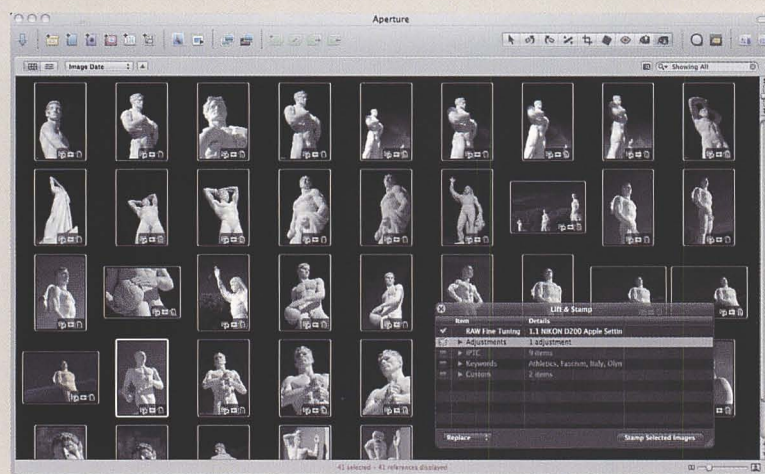 Aperture
Image Date
Showing All
Lift & Stamp
Item Details
RAW Fine Tuning 1.1 NIKON D200 Apple Settin
Adjustments 1 adjustment
IPTC 9 items
Keywords Athletics, Fascism, Italy, Olyn
Custom 2 items
Replace Stamp Selected Images
41 selected - 41 references displayed